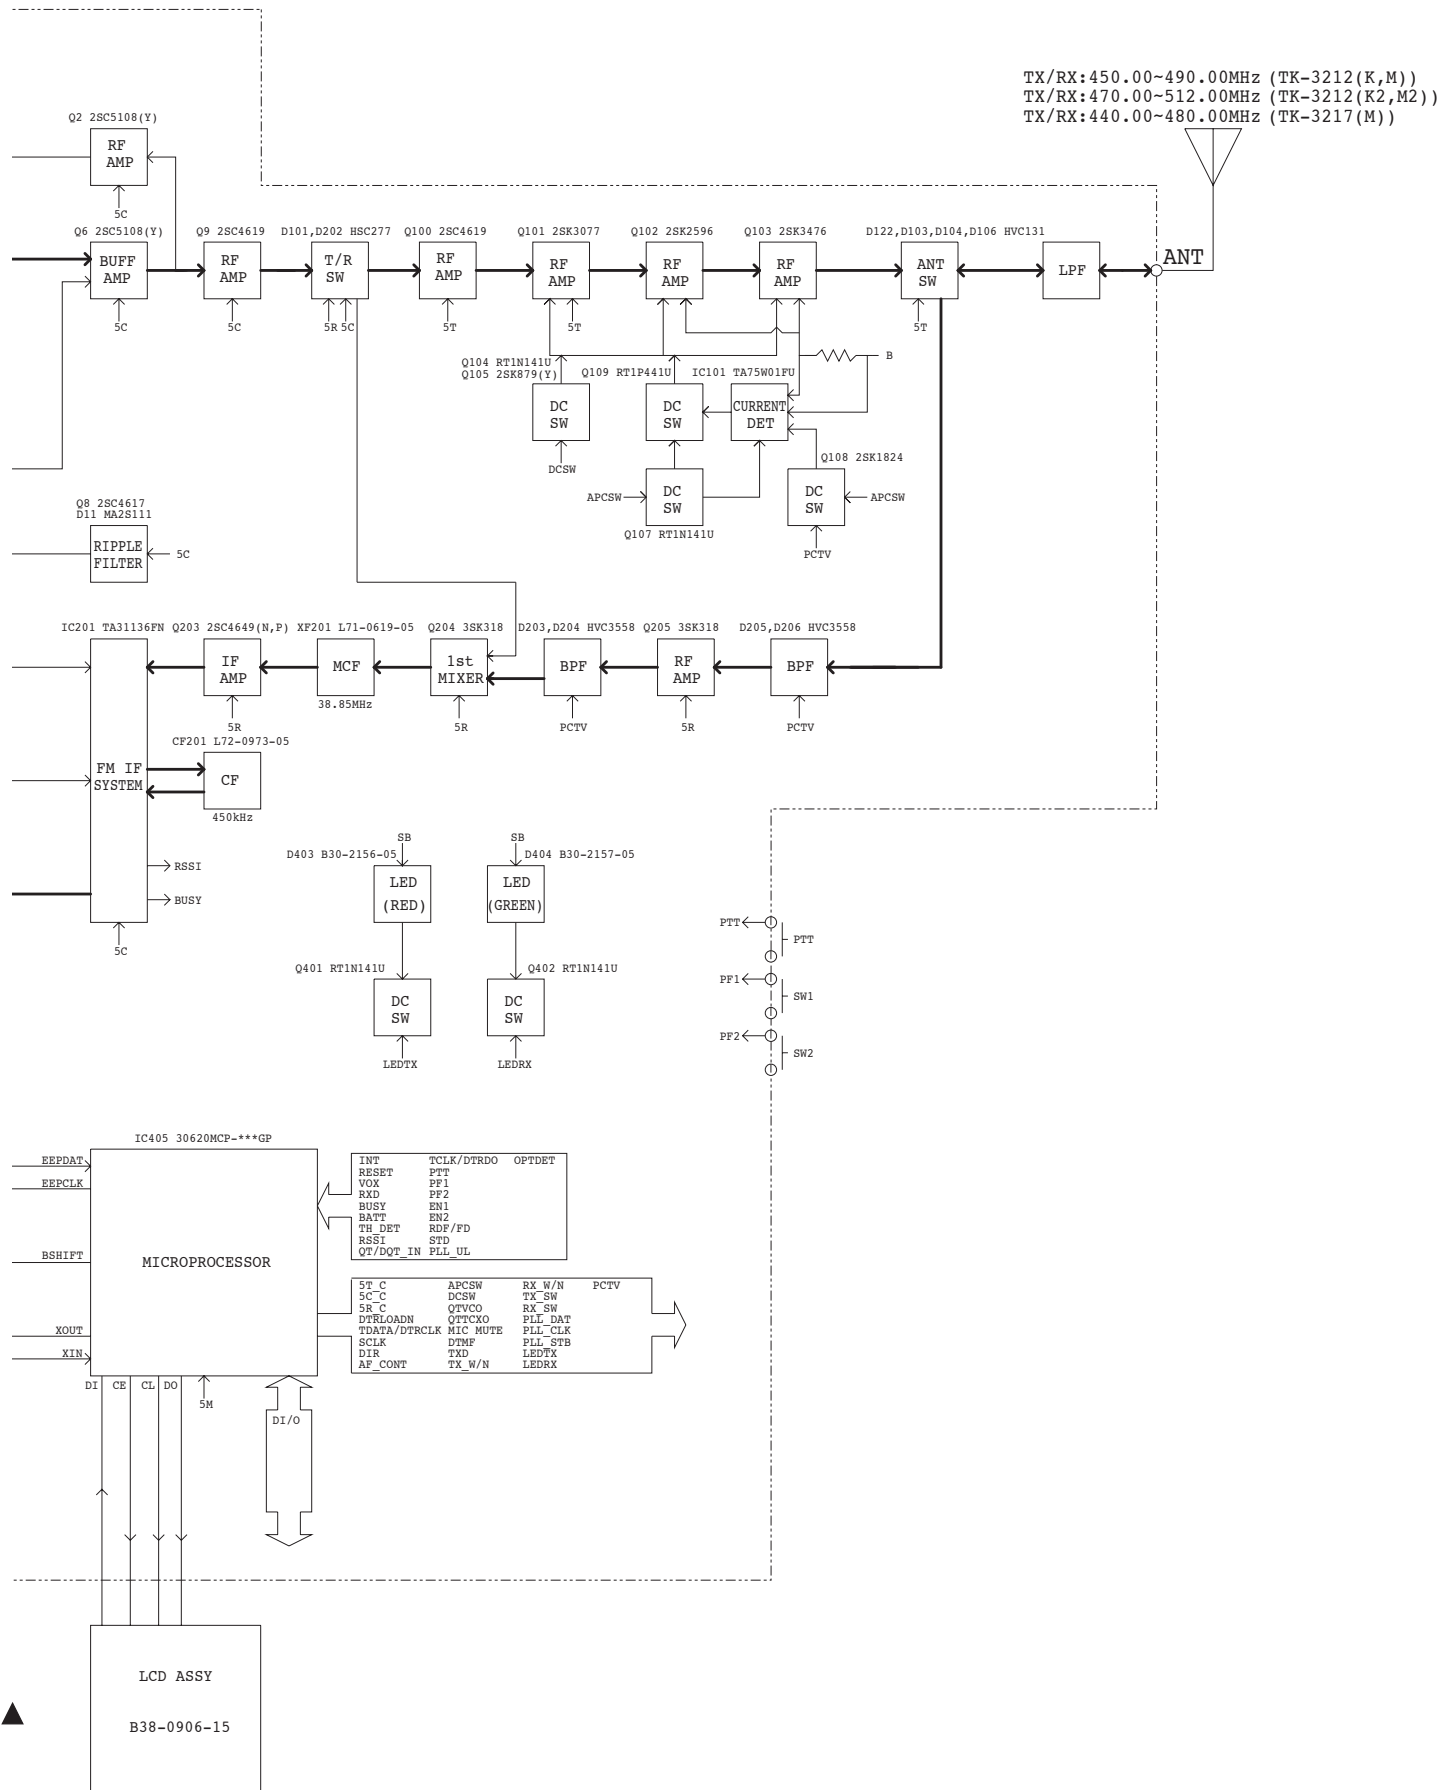 TX/RX:450.00~490.00MHz (TK-3212(K,M))
TX/RX:470.00~512.00MHz (TK-3212(K2,M2))
TX/RX:440.00~480.00MHz (TK-3217(M))
Q2 2SC5108(Y)
RF
AMP
5C
Q6 2SC5108(Y)
BUFF
AMP
5C
Q9 2SC4619
RF
AMP
5C
D101,D202 HSC277
T/R
SW
5R 5C
Q100 2SC4619
RF
AMP
5T
Q101 2SK3077
RF
AMP
5T
Q102 2SK2596
RF
AMP
Q103 2SK3476
RF
AMP
D122,D103,D104,D106 HVC131
ANT
SW
5T
LPF
ANT
B
Q104 RT1N141U
Q105 2SK879(Y)
DC
SW
DCSW
Q109 RT1P441U
DC
SW
IC101 TA75W01FU
CURRENT
DET
APCSW
DC
SW
Q107 RT1N141U
Q108 2SK1824
DC
SW
APCSW
PCTV
Q8 2SC4617
D11 MA2S111
RIPPLE
FILTER
5C
IC201 TA31136FN
FM IF
SYSTEM
RSSI
BUSY
5C
Q203 2SC4649(N,P)
IF
AMP
5R
XF201 L71-0619-05
MCF
38.85MHz
Q204 3SK318
1st
MIXER
5R
D203,D204 HVC3558
BPF
PCTV
Q205 3SK318
RF
AMP
5R
D205,D206 HVC3558
BPF
PCTV
CF201 L72-0973-05
CF
450kHz
SB
D403 B30-2156-05
LED
(RED)
Q401 RT1N141U
DC
SW
LEDTX
SB
D404 B30-2157-05
LED
(GREEN)
Q402 RT1N141U
DC
SW
LEDRX
PTT
PTT
PF1
SW1
PF2
SW2
IC405 30620MCP-***GP
EEPDAT
EEPCLK
BSHIFT
XOUT
XIN
MICROPROCESSOR
INT TCLK/DTRDO OPTDET
RESET PTT
VOX PF1
RXD PF2
BUSY EN1
BATT EN2
TH_DET RDF/FD
RSSI STD
QT/DQT_IN PLL_UL
5T_C APCSW RX_W/N PCTV
5C_C DCSW TX_SW
5R_C QTVCO RX_SW
DTRLOADN QTTCXO PLL_DAT
TDATA/DTRCLK MIC MUTE PLL_CLK
SCLK DTMF PLL_STB
DIR TXD LEDTX
AF_CONT TX_W/N LEDRX
DI CE CL DO
5M
DI/O
LCD ASSY
B38-0906-15